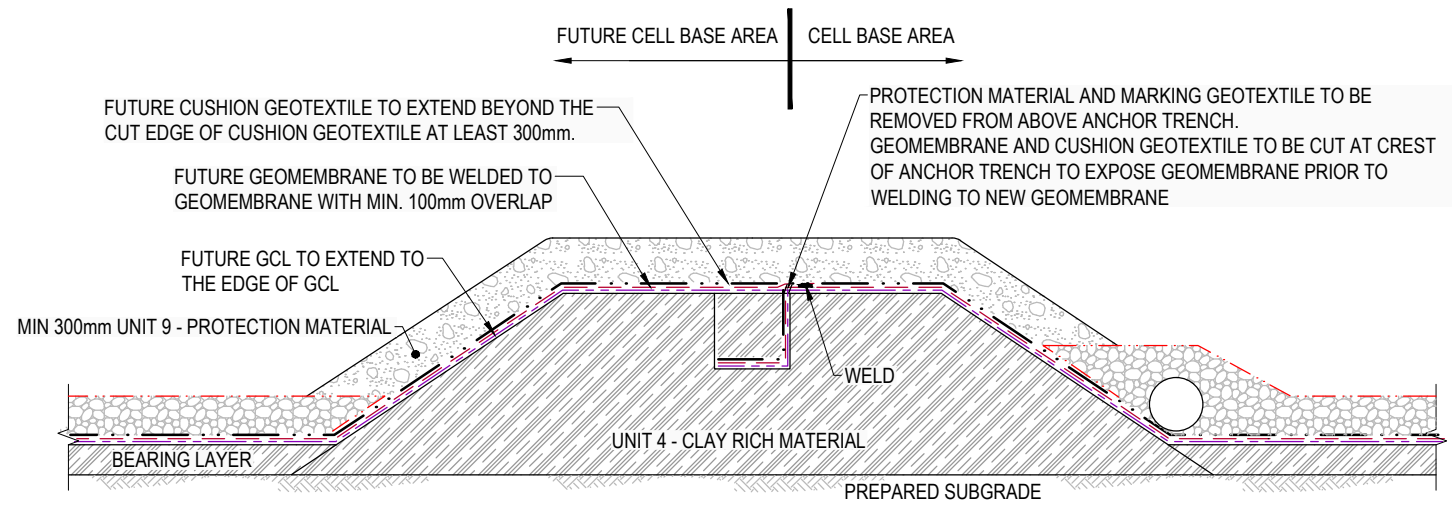 FUTURE CELL BASE AREA
CELL BASE AREA
FUTURE CUSHION GEOTEXTILE TO EXTEND BEYOND THE
CUT EDGE OF CUSHION GEOTEXTILE AT LEAST 300mm.
PROTECTION MATERIAL AND MARKING GEOTEXTILE TO BE
REMOVED FROM ABOVE ANCHOR TRENCH.
GEOMEMBRANE AND CUSHION GEOTEXTILE TO BE CUT AT CREST
OF ANCHOR TRENCH TO EXPOSE GEOMEMBRANE PRIOR TO
WELDING TO NEW GEOMEMBRANE
FUTURE GEOMEMBRANE TO BE WELDED TO
GEOMEMBRANE WITH MIN. 100mm OVERLAP
FUTURE GCL TO EXTEND TO
THE EDGE OF GCL
MIN 300mm UNIT 9 - PROTECTION MATERIAL
WELD
UNIT 4 - CLAY RICH MATERIAL
BEARING LAYER
PREPARED SUBGRADE